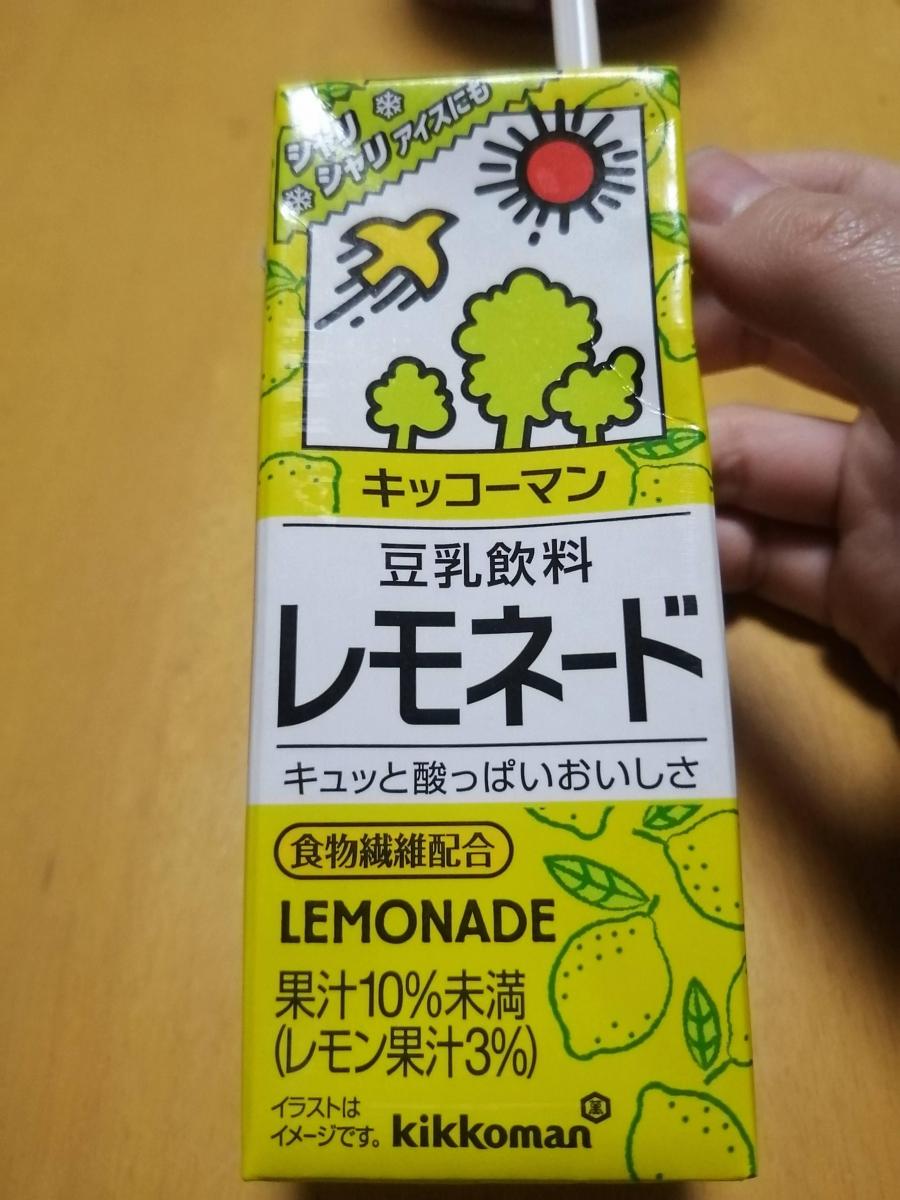 シャリ
シャリ アイスにも
キッコーマン
豆乳飲料
レモネード
キュッと酸っぱいおいしさ
食物繊維配合
LEMONADE
果汁10%未満
(レモン果汁3%)
イラストは
イメージです。
kikkoman